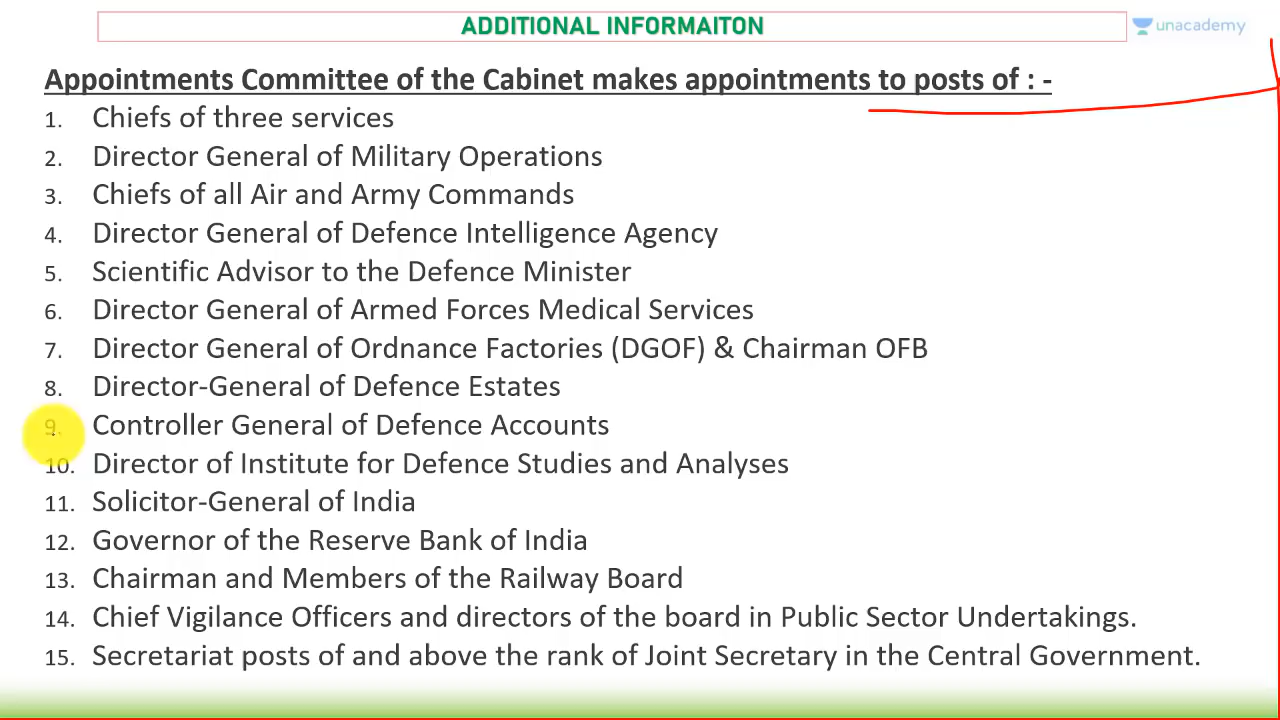 ADDITIONAL INFORMAITON
unacademy
Appointments Committee of the Cabinet makes appointments to posts of : -
1. Chiefs of three services
2. Director General of Military Operations
3. Chiefs of all Air and Army Commands
4. Director General of Defence Intelligence Agency
5. Scientific Advisor to the Defence Minister
6. Director General of Armed Forces Medical Services
7. Director General of Ordnance Factories (DGOF) & Chairman OFB
8. Director-General of Defence Estates
9. Controller General of Defence Accounts
10. Director of Institute for Defence Studies and Analyses
11. Solicitor-General of India
12. Governor of the Reserve Bank of India
13. Chairman and Members of the Railway Board
14. Chief Vigilance Officers and directors of the board in Public Sector Undertakings.
15. Secretariat posts of and above the rank of Joint Secretary in the Central Government.